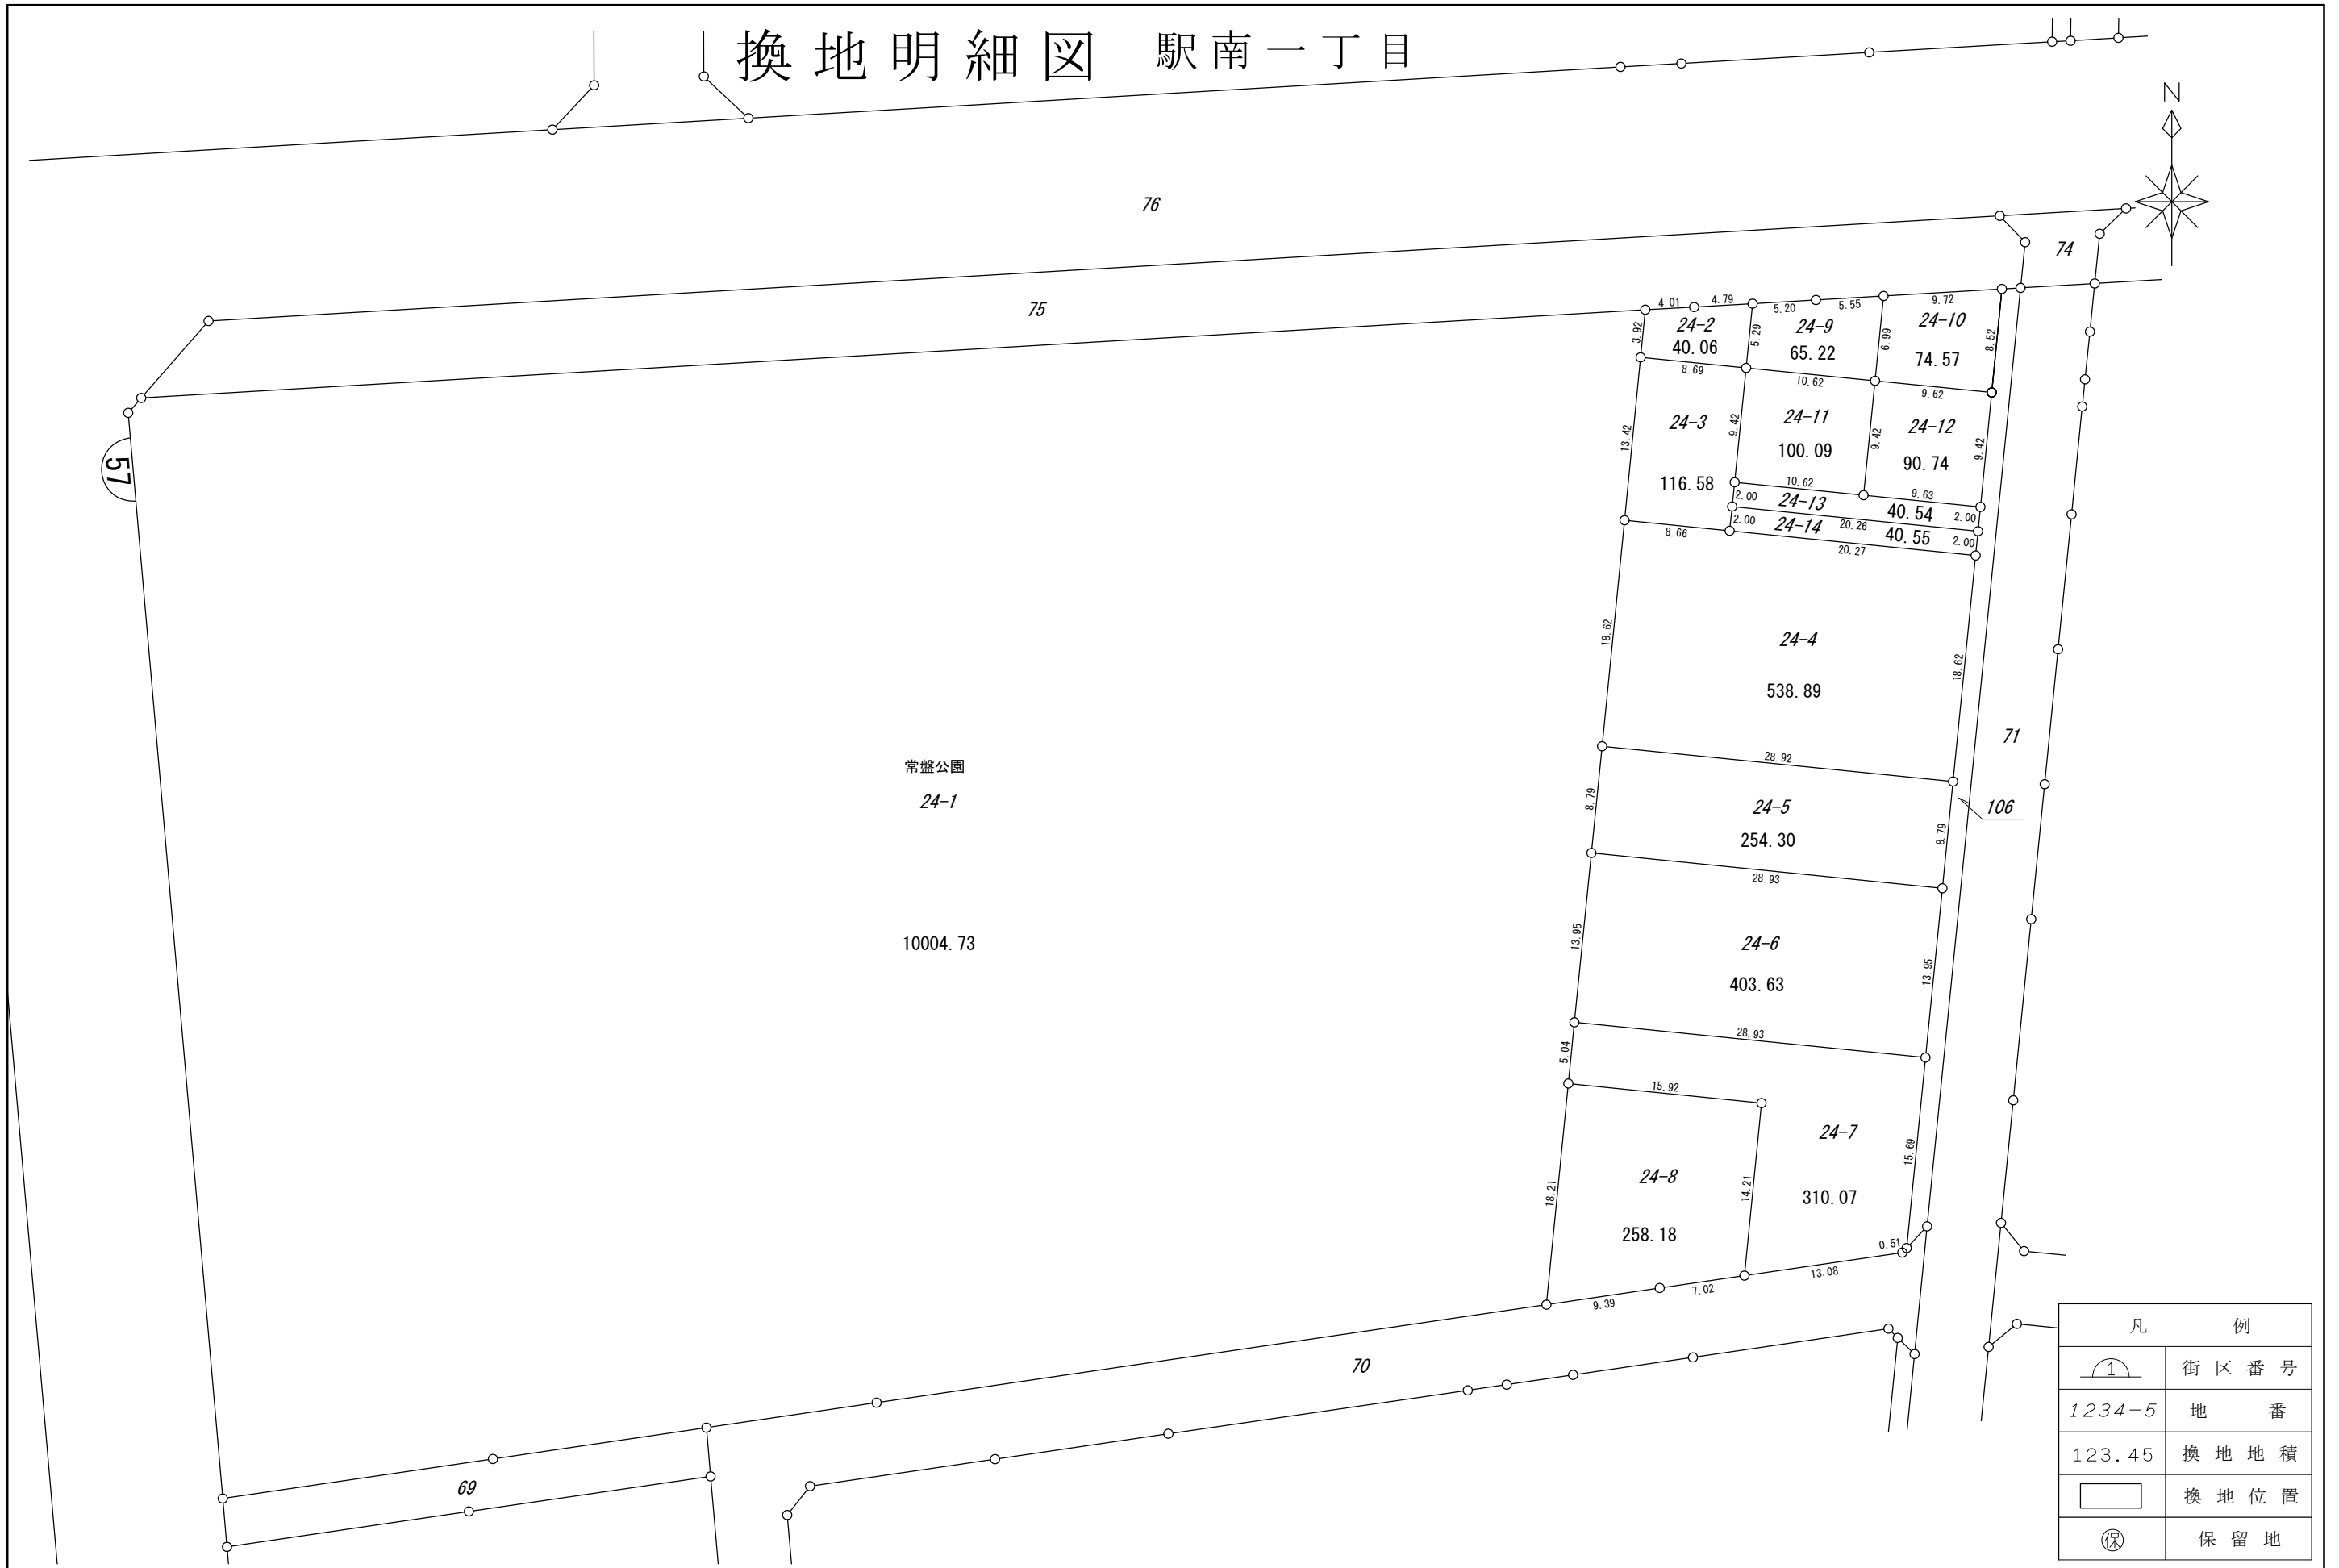 換地明細図 駅南一丁目
N
76
74
75
4.01 4.79 5.20 5.55 9.72
3.92 24-2 5.29 24-9 6.99 24-10 8.52
40.06 65.22 74.57
8.69 10.62 9.62
57
13.42 24-3 9.42 24-11 9.42 24-12 9.42
116.58 100.09 90.74
10.62 9.63
2.00 24-13 40.54 2.00
2.00 24-14 20.26 40.55 2.00
8.66 20.27
18.62 24-4 18.62
538.89
71
28.92
常盤公園
24-1
10004.73
8.79 24-5 8.79
254.30
106
28.93
13.95 24-6 13.95
403.63
28.93
5.04
15.92
24-7 15.69
310.07
18.21 24-8 14.21
258.18
0.51
9.39 7.02 13.08
70
69
凡 例
1 街区番号
1234-5 地 番
123.45 換地地積
換地位置
保 保留地